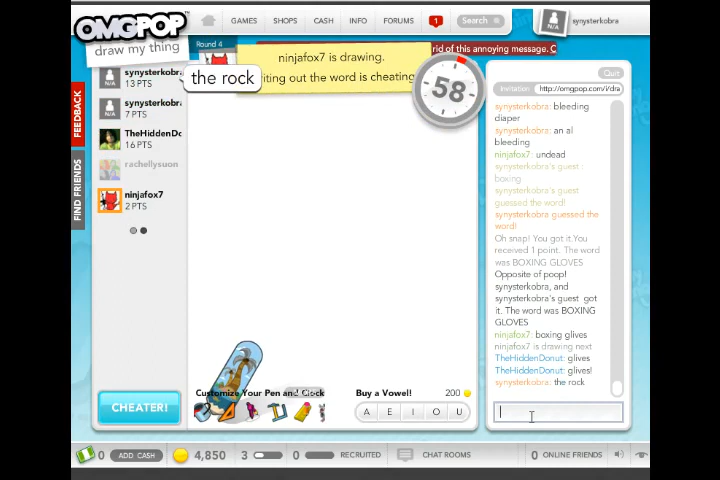 OMGPOP
GAMES
SHOPS
CASH
INFO
FORUMS
1
Search
N/A
synysterkobra
draw my thing
Round 4
rid of this annoying message. C
ninjafox7 is drawing.
riting out the word is cheating
58
FEEDBACK
FIND FRIENDS
N/A
synysterkobra
13 PTS
the rock
N/A
synysterkobra
7 PTS
TheHiddenDo
16 PTS
rachellysuon
ninjafox7
2 PTS
Quit
Invitation
http://omgpop.com/i/dra
synysterkobra: bleeding
diaper
synysterkobra: an al
bleeding
ninjafox7: undead
synysterkobra's guest :
boxing
synysterkobra's guest
guessed the word!
synysterkobra guessed the
word!
Oh snap! You got it.You
received 1 point. The word
was BOXING GLOVES
Opposite of poop!
synysterkobra, and
synysterkobra's guest got
it. The word was BOXING
GLOVES
ninjafox7: boxing glives
ninjafox7 is drawing next
TheHiddenDonut: glives
TheHiddenDonut: glives!
synysterkobra: the rock
Customize Your Pen and Clock
Buy a Vowel!
200
A
E
I
O
U
CHEATER!
0
ADD CASH
4,850
3
0
RECRUITED
CHAT ROOMS
0 ONLINE FRIENDS